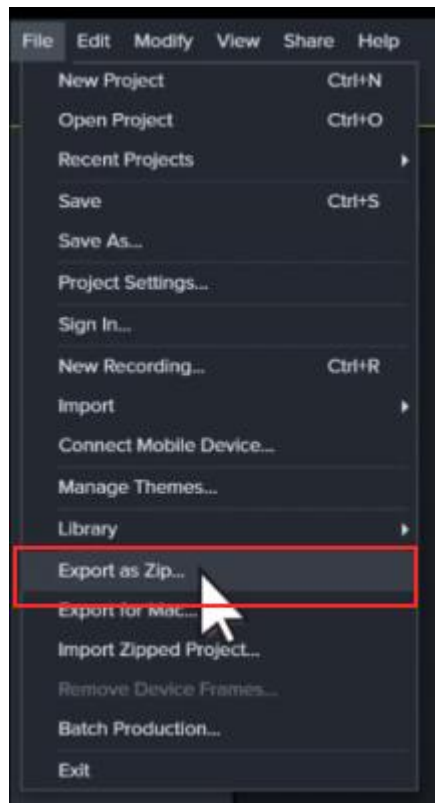 File Edit Modify View Share Help
New Project Ctrl+N
Open Project Ctrl+O
Recent Projects
Save Ctrl+S
Save As...
Project Settings...
Sign In...
New Recording... Ctrl+R
Import
Connect Mobile Device...
Manage Themes...
Library
Export as Zip...
Export for Mac...
Import Zipped Project...
Remove Device Frames...
Batch Production...
Exit